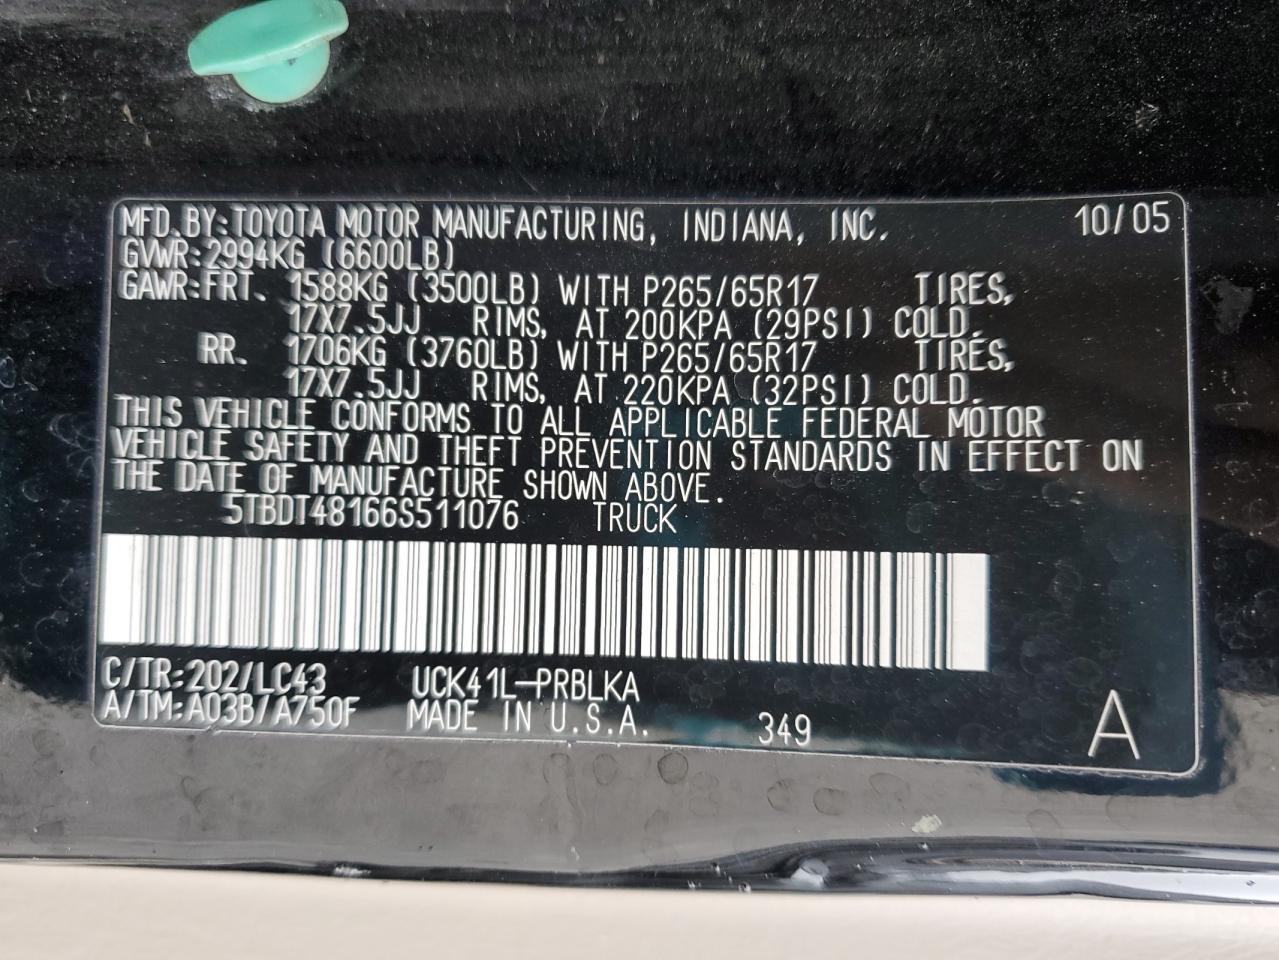 MFD.BY:TOYOTA MOTOR MANUFACTURING, INDIANA, INC. 10/05
GVWR:2994KG (6600LB)
GAWR:FRT. 1588KG (3500LB) WITH P265/65R17 TIRES,
17X7.5JJ RIMS, AT 200KPA (29PSI) COLD.
RR. 1706KG (3760LB) WITH P265/65R17 TIRES,
17X7.5JJ RIMS, AT 220KPA (32PSI) COLD.
THIS VEHICLE CONFORMS TO ALL APPLICABLE FEDERAL MOTOR
VEHICLE SAFETY AND THEFT PREVENTION STANDARDS IN EFFECT ON
THE DATE OF MANUFACTURE SHOWN ABOVE.
5TBDT48166S511076 TRUCK
C/TR:202/LC43 UCK41L-PRBLKA
A/TM:A03B/A750F MADE IN U.S.A. 349 A